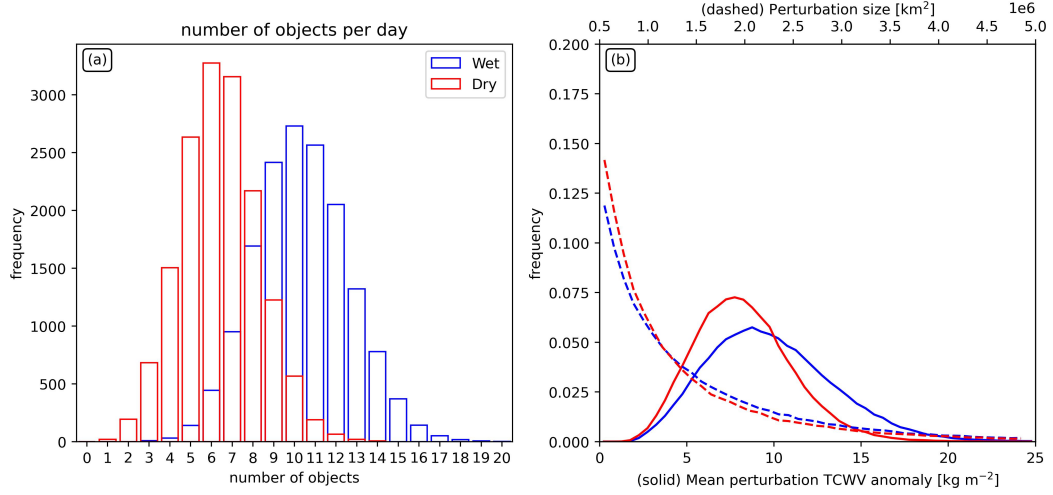 number of objects per day
(a)
Wet
Dry
frequency
3000
2500
2000
1500
1000
500
0
0 1 2 3 4 5 6 7 8 9 10 11 12 13 14 15 16 17 18 19 20
number of objects
(dashed) Perturbation size [km²]
1e6
0.5 1.0 1.5 2.0 2.5 3.0 3.5 4.0 4.5 5.0
(b)
frequency
0.200
0.175
0.150
0.125
0.100
0.075
0.050
0.025
0.000
0 5 10 15 20 25
(solid) Mean perturbation TCWV anomaly [kg m⁻²]